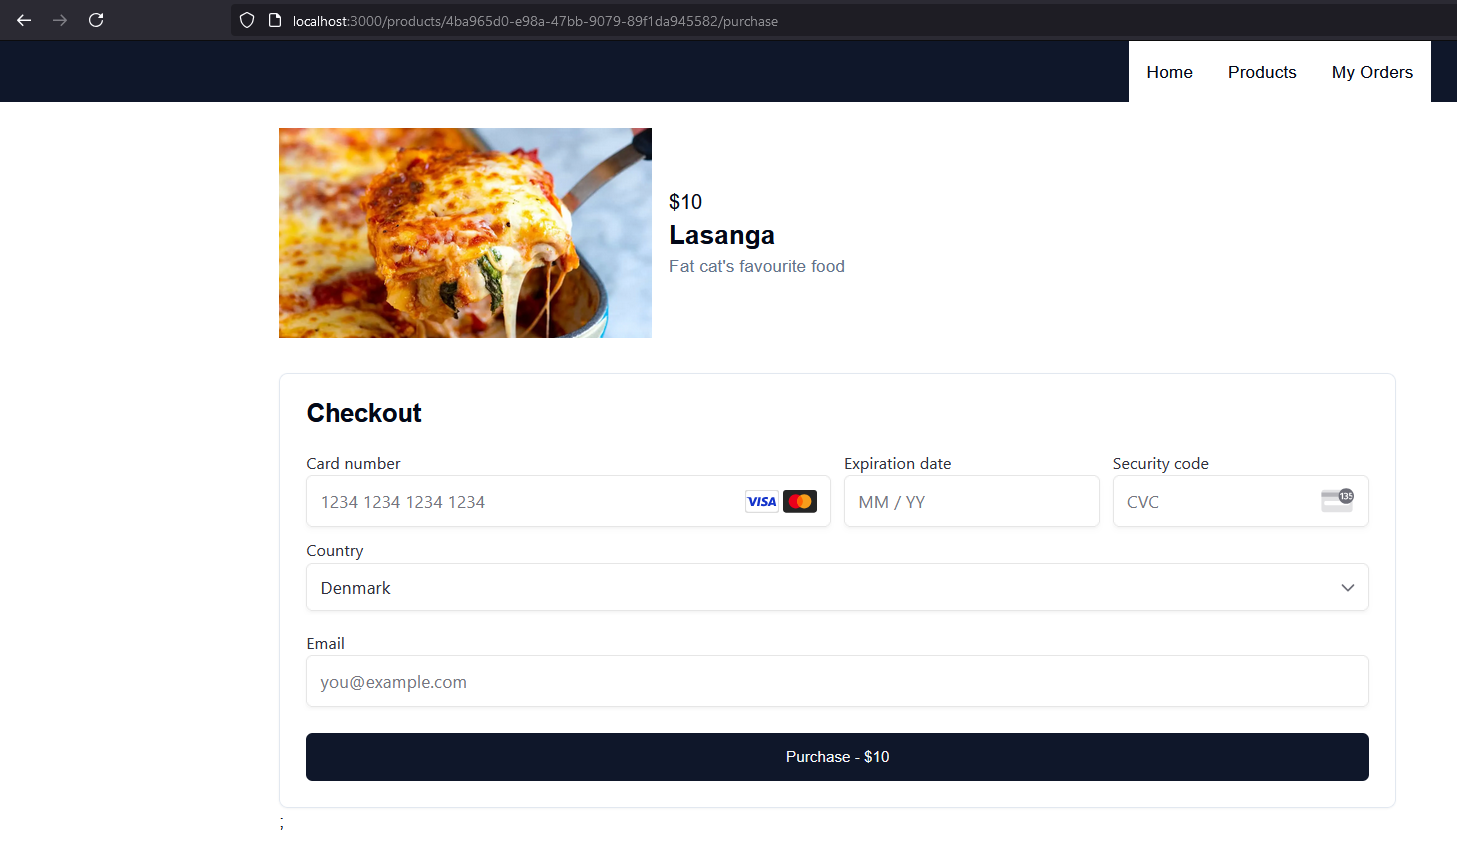 localhost:3000/products/4ba965d0-e98a-47bb-9079-89f1da945582/purchase
Home Products My Orders
$10
Lasanga
Fat cat's favourite food
Checkout
Card number Expiration date Security code
1234 1234 1234 1234 VISA MM / YY CVC 135
Country
Denmark
Email
you@example.com
Purchase - $10
;